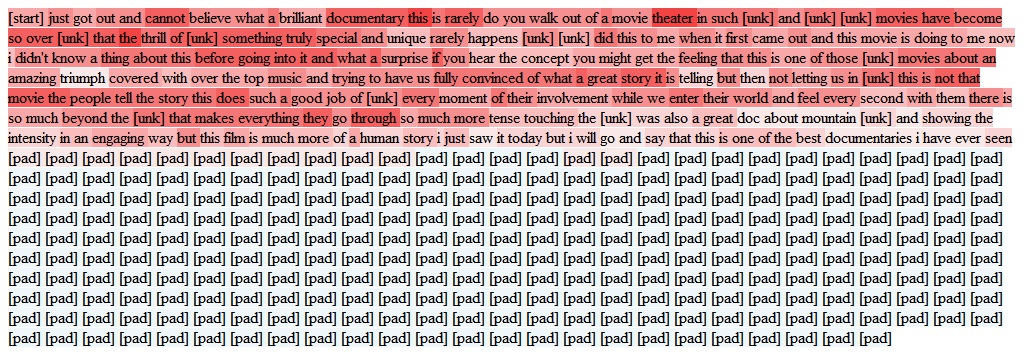 [start] just got out and cannot believe what a brilliant documentary this is rarely do you walk out of a movie theater in such [unk] and [unk] [unk] movies have become
so over [unk] that the thrill of [unk] something truly special and unique rarely happens [unk] [unk] did this to me when it first came out and this movie is doing to me now
i didn't know a thing about this before going into it and what a surprise if you hear the concept you might get the feeling that this is one of those [unk] movies about an
amazing triumph covered with over the top music and trying to have us fully convinced of what a great story it is telling but then not letting us in [unk] this is not that
movie the people tell the story this does such a good job of [unk] every moment of their involvement while we enter their world and feel every second with them there is
so much beyond the [unk] that makes everything they go through so much more tense touching the [unk] was also a great doc about mountain [unk] and showing the
intensity in an engaging way but this film is much more of a human story i just saw it today but i will go and say that this is one of the best documentaries i have ever seen
[pad] [pad] [pad] [pad] [pad] [pad] [pad] [pad] [pad] [pad] [pad] [pad] [pad] [pad] [pad] [pad] [pad] [pad] [pad] [pad] [pad] [pad] [pad] [pad] [pad] [pad] [pad]
[pad] [pad] [pad] [pad] [pad] [pad] [pad] [pad] [pad] [pad] [pad] [pad] [pad] [pad] [pad] [pad] [pad] [pad] [pad] [pad] [pad] [pad] [pad] [pad] [pad] [pad] [pad]
[pad] [pad] [pad] [pad] [pad] [pad] [pad] [pad] [pad] [pad] [pad] [pad] [pad] [pad] [pad] [pad] [pad] [pad] [pad] [pad] [pad] [pad] [pad] [pad] [pad] [pad] [pad]
[pad] [pad] [pad] [pad] [pad] [pad] [pad] [pad] [pad] [pad] [pad] [pad] [pad] [pad] [pad] [pad] [pad] [pad] [pad] [pad] [pad] [pad] [pad] [pad] [pad] [pad] [pad]
[pad] [pad] [pad] [pad] [pad] [pad] [pad] [pad] [pad] [pad] [pad] [pad] [pad] [pad] [pad] [pad] [pad] [pad] [pad] [pad] [pad] [pad] [pad] [pad] [pad] [pad] [pad]
[pad] [pad] [pad] [pad] [pad] [pad] [pad] [pad] [pad] [pad] [pad] [pad] [pad] [pad] [pad] [pad] [pad] [pad] [pad] [pad] [pad] [pad] [pad] [pad] [pad] [pad] [pad]
[pad] [pad] [pad] [pad] [pad] [pad] [pad] [pad] [pad] [pad] [pad] [pad] [pad] [pad] [pad] [pad] [pad] [pad] [pad] [pad] [pad] [pad] [pad] [pad] [pad] [pad] [pad]
[pad] [pad] [pad] [pad] [pad] [pad] [pad] [pad] [pad] [pad] [pad] [pad] [pad] [pad] [pad] [pad] [pad] [pad] [pad] [pad] [pad] [pad] [pad] [pad] [pad] [pad] [pad]
[pad] [pad] [pad] [pad] [pad] [pad] [pad] [pad] [pad] [pad] [pad] [pad] [pad] [pad] [pad] [pad] [pad] [pad] [pad] [pad] [pad] [pad] [pad] [pad] [pad] [pad] [pad]
[pad] [pad] [pad] [pad] [pad] [pad] [pad] [pad] [pad] [pad] [pad] [pad] [pad] [pad] [pad] [pad] [pad] [pad] [pad] [pad] [pad] [pad] [pad] [pad]